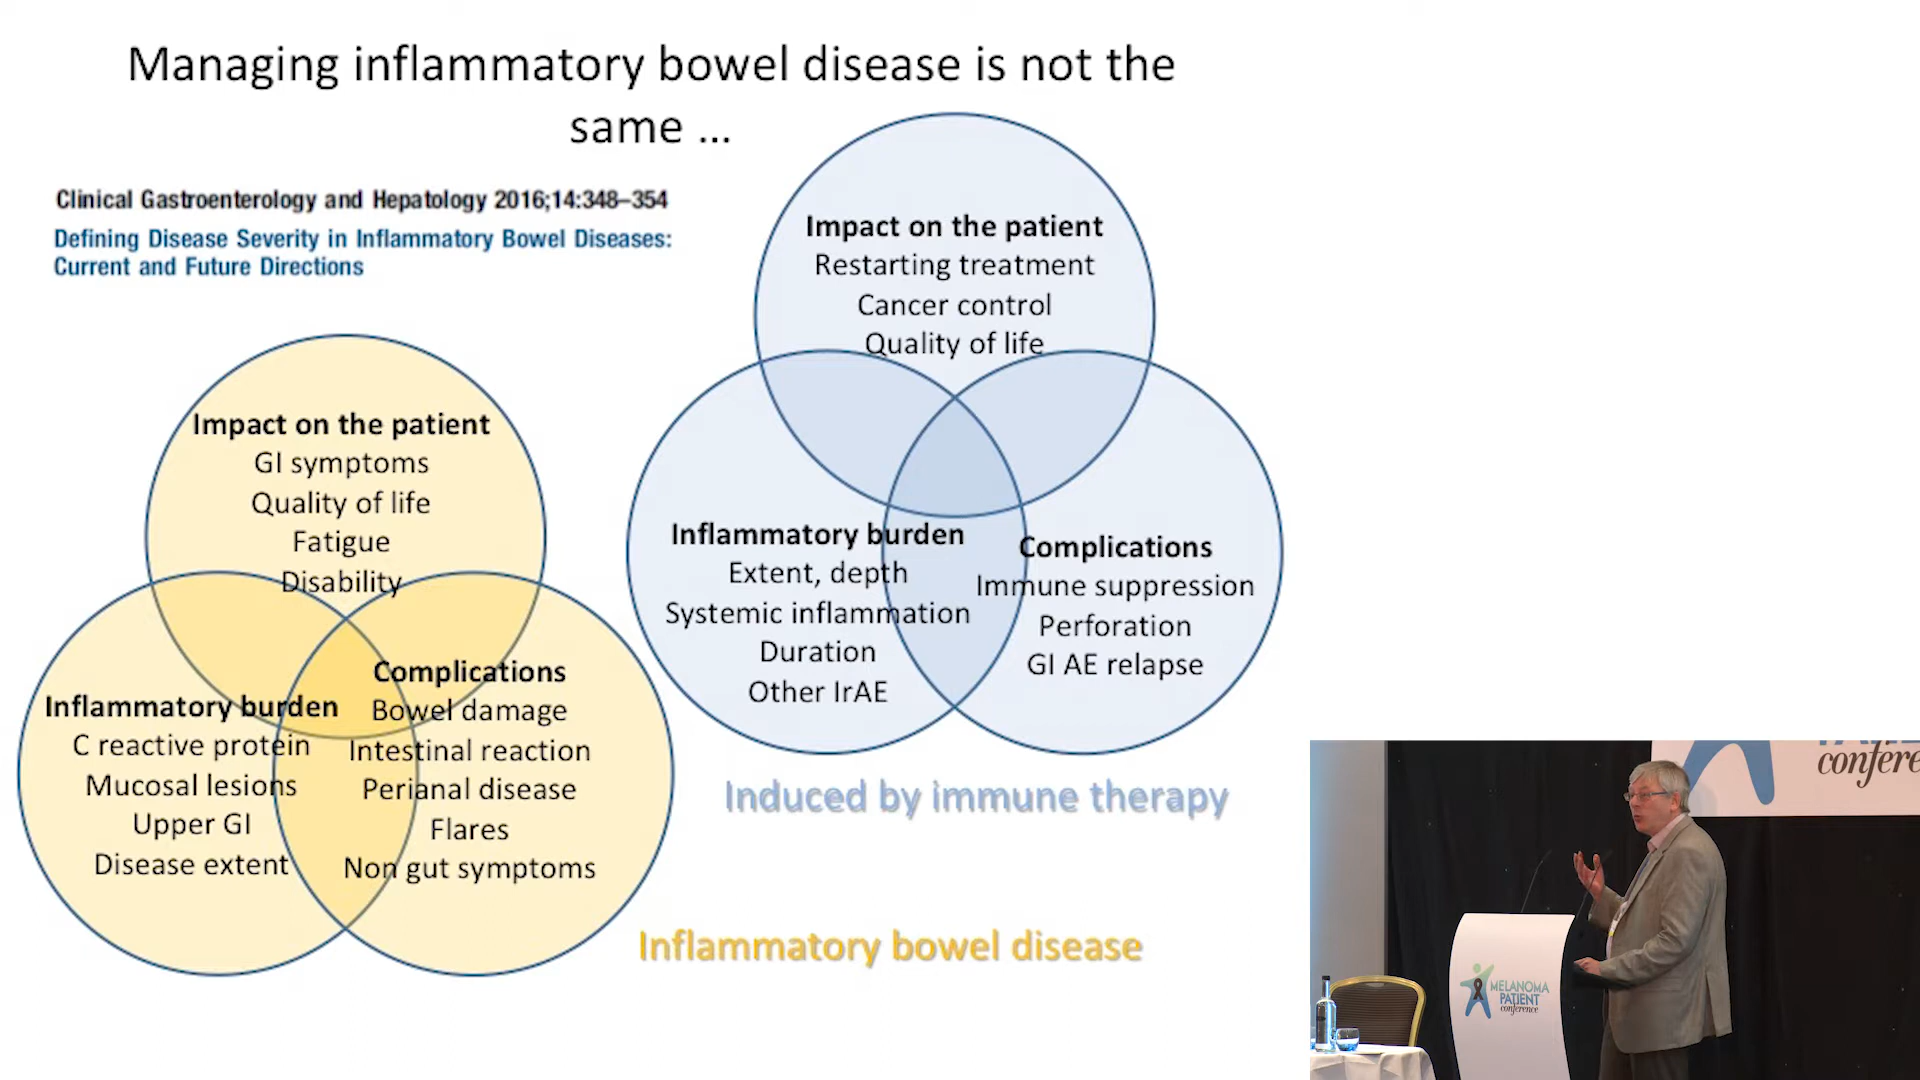 Managing inflammatory bowel disease is not the
same ...
Clinical Gastroenterology and Hepatology 2016;14:348–354
Defining Disease Severity in Inflammatory Bowel Diseases:
Current and Future Directions
Impact on the patient
Restarting treatment
Cancer control
Quality of life
Inflammatory burden
Extent, depth
Systemic inflammation
Duration
Other IrAE
Complications
Immune suppression
Perforation
GI AE relapse
Induced by immune therapy
Impact on the patient
GI symptoms
Quality of life
Fatigue
Disability
Inflammatory burden
C reactive protein
Mucosal lesions
Upper GI
Disease extent
Complications
Bowel damage
Intestinal reaction
Perianal disease
Flares
Non gut symptoms
Inflammatory bowel disease
confere
MELANOMA
PATIENT
conference